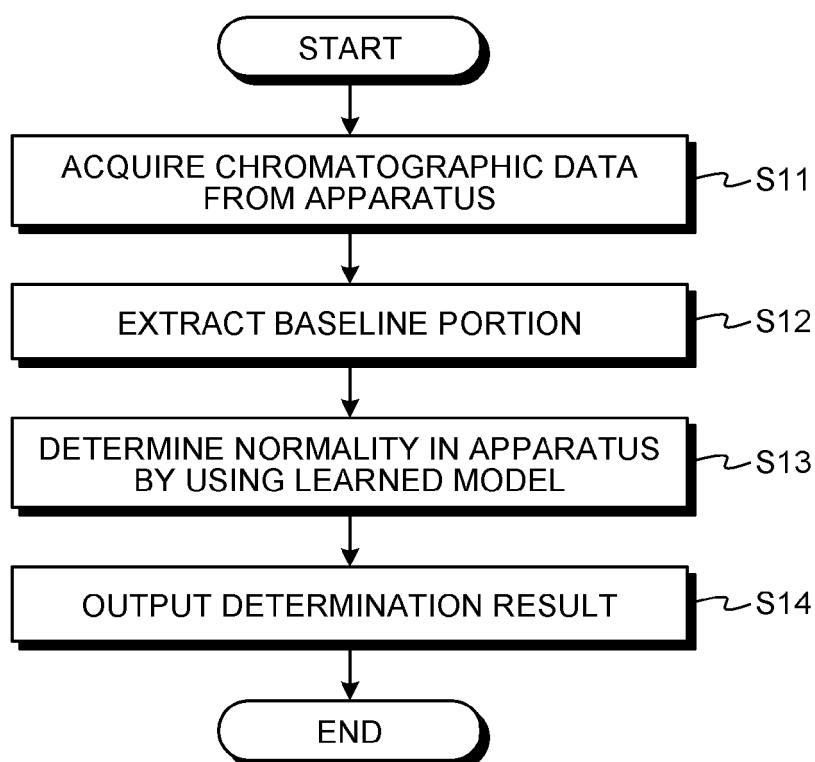 START
ACQUIRE CHROMATOGRAPHIC DATA
FROM APPARATUS
S11
EXTRACT BASELINE PORTION
S12
DETERMINE NORMALITY IN APPARATUS
BY USING LEARNED MODEL
S13
OUTPUT DETERMINATION RESULT
S14
END